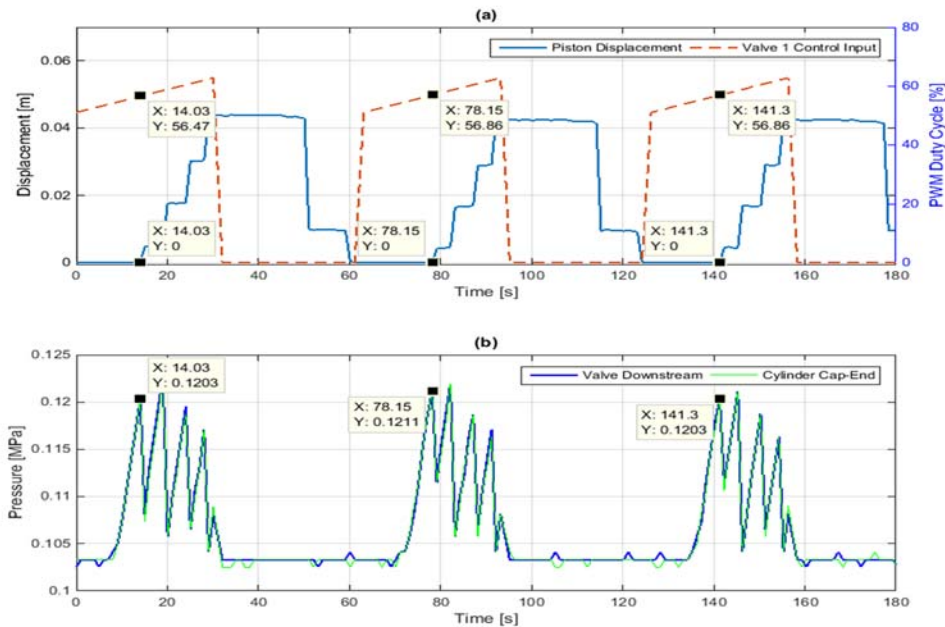 (a)
Piston Displacement
Valve 1 Control Input
80
60
40
20
0
PWM Duty Cycle [%]
0.06
0.04
0.02
0
Displacement [m]
X: 14.03
Y: 56.47
X: 78.15
Y: 56.86
X: 141.3
Y: 56.86
X: 14.03
Y: 0
X: 78.15
Y: 0
X: 141.3
Y: 0
0 20 40 60 80 100 120 140 160 180
Time [s]
(b)
Valve Downstream
Cylinder Cap-End
0.125
0.12
0.115
0.11
0.105
0.1
Pressure [MPa]
X: 14.03
Y: 0.1203
X: 78.15
Y: 0.1211
X: 141.3
Y: 0.1203
0 20 40 60 80 100 120 140 160 180
Time [s]